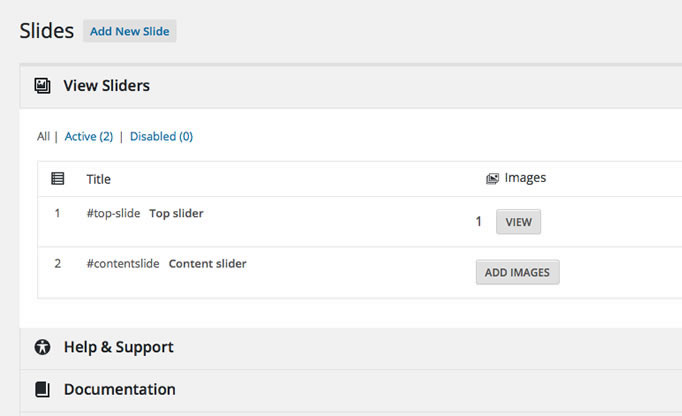 Slides Add New Slide
View Sliders
All | Active (2) | Disabled (0)
Title Images
1 #top-slide Top slider 1 VIEW
2 #contentslide Content slider ADD IMAGES
Help & Support
Documentation